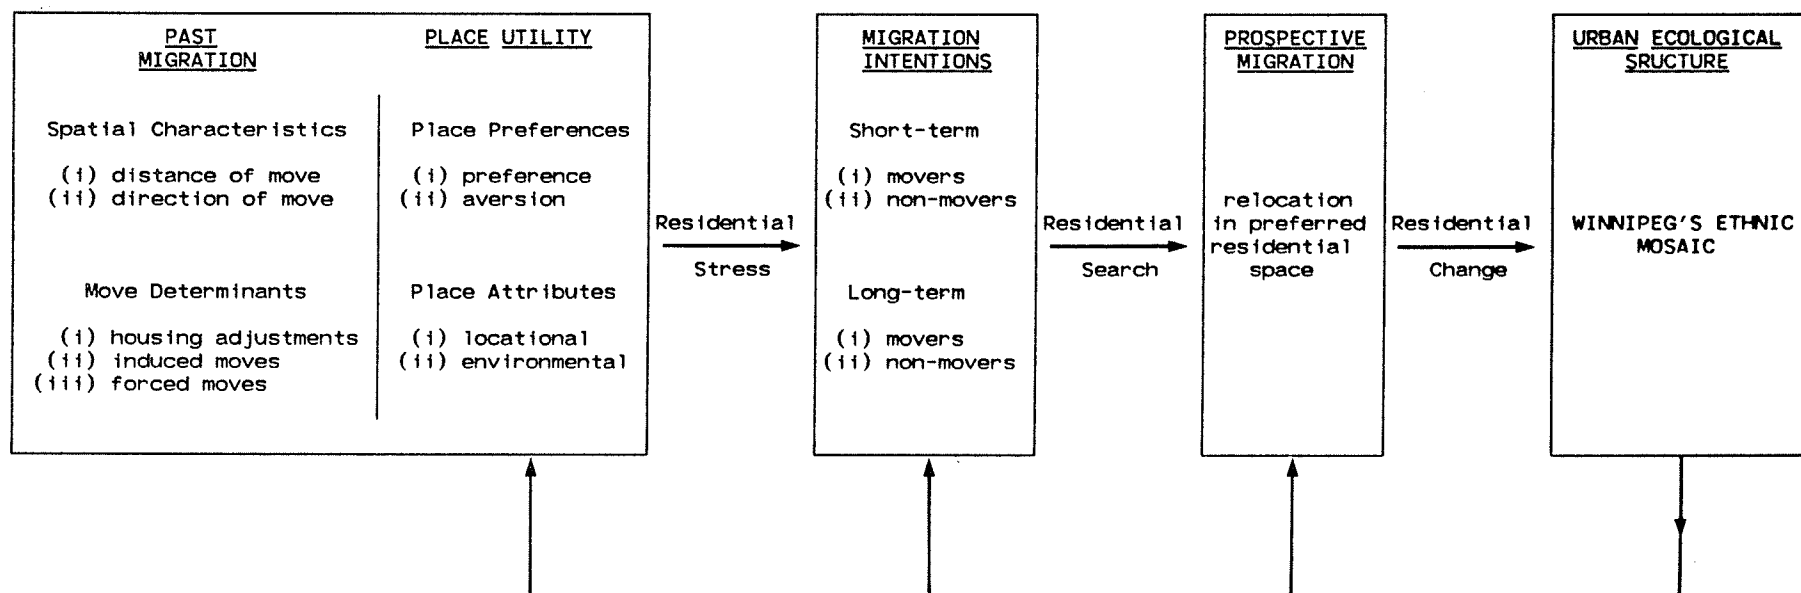 PAST
MIGRATION
Spatial Characteristics
(i) distance of move
(ii) direction of move
Move Determinants
(i) housing adjustments
(ii) induced moves
(iii) forced moves
PLACE UTILITY
Place Preferences
(i) preference
(ii) aversion
Place Attributes
(i) locational
(ii) environmental
Residential
Stress
MIGRATION
INTENTIONS
Short-term
(i) movers
(ii) non-movers
Long-term
(i) movers
(ii) non-movers
Residential
Search
PROSPECTIVE
MIGRATION
relocation
in preferred
residential
space
Residential
Change
URBAN ECOLOGICAL
SRUCTURE
WINNIPEG'S ETHNIC
MOSAIC